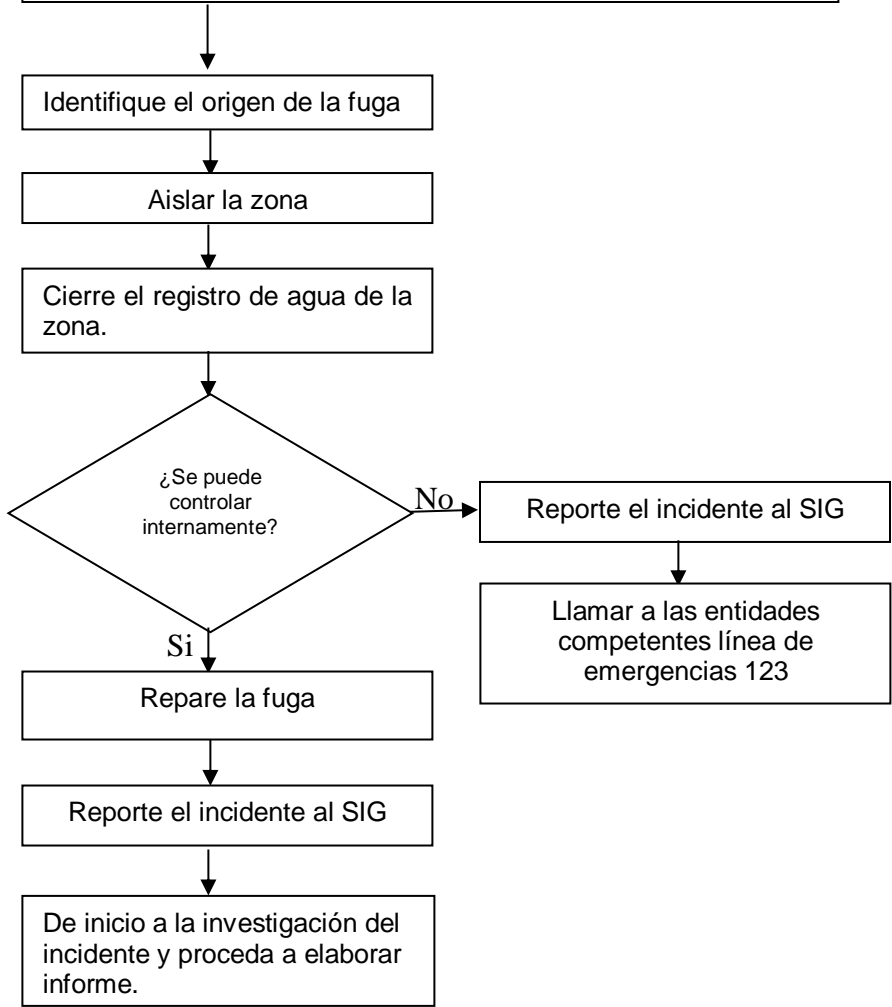 Identifique el origen de la fuga
Aislar la zona
Cierre el registro de agua de la
zona.
¿Se puede
controlar
internamente?
No
Reporte el incidente al SIG
Llamar a las entidades
competentes línea de
emergencias 123
Si
Repare la fuga
Reporte el incidente al SIG
De inicio a la investigación del
incidente y proceda a elaborar
informe.